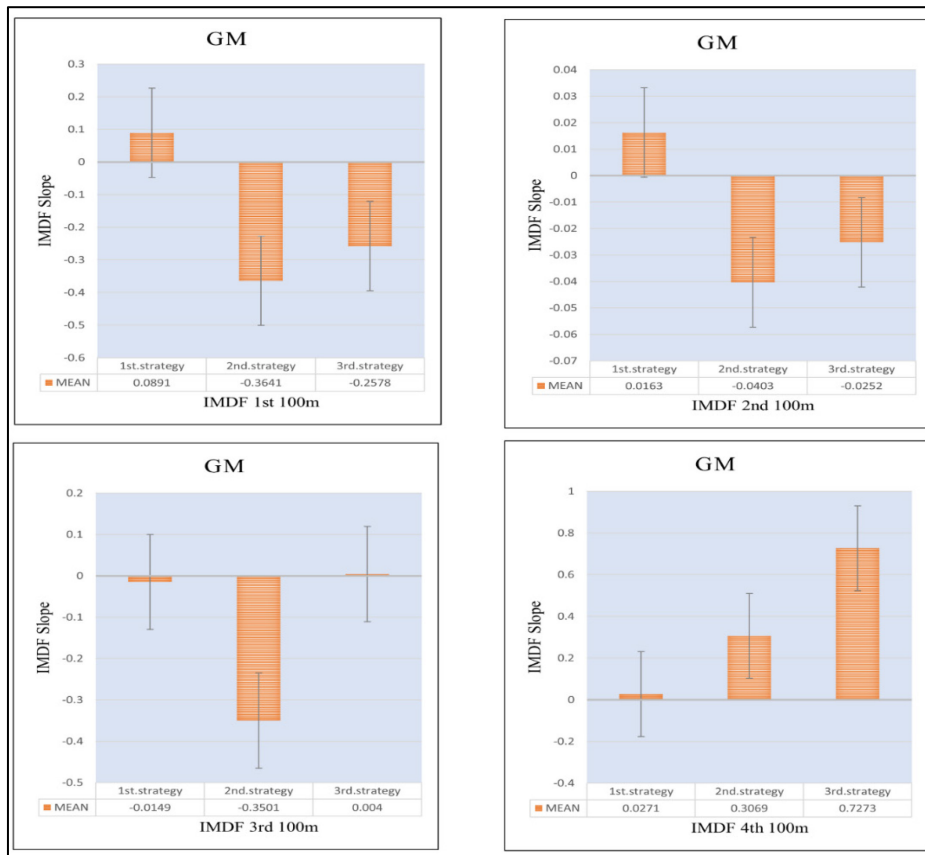 GM
0.3
0.2
0.1
0
-0.1
-0.2
-0.3
-0.4
-0.5
-0.6
IMDF Slope
1st.strategy 2nd.strategy 3rd.strategy
MEAN 0.0891 -0.3641 -0.2578
IMDF 1st 100m
GM
0.04
0.03
0.02
0.01
0
-0.01
-0.02
-0.03
-0.04
-0.05
-0.06
-0.07
IMDF Slope
1st.strategy 2nd.strategy 3rd.strategy
MEAN 0.0163 -0.0403 -0.0252
IMDF 2nd 100m
GM
0.2
0.1
0
-0.1
-0.2
-0.3
-0.4
-0.5
IMDF Slope
1st.strategy 2nd.strategy 3rd.strategy
MEAN -0.0149 -0.3501 0.004
IMDF 3rd 100m
GM
1
0.8
0.6
0.4
0.2
0
-0.2
-0.4
IMDF Slope
1st.strategy 2nd.strategy 3rd.strategy
MEAN 0.0271 0.3069 0.7273
IMDF 4th 100m